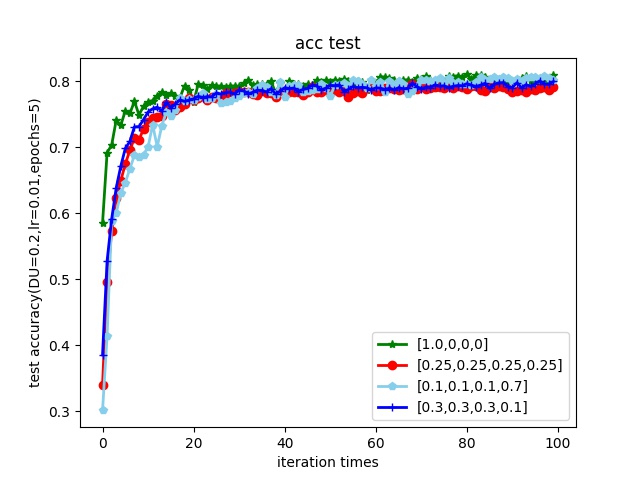 acc test
test accuracy(DU=0.2,lr=0.01,epochs=5)
0.8
0.7
0.6
0.5
0.4
0.3
[1.0,0,0,0]
[0.25,0.25,0.25,0.25]
[0.1,0.1,0.1,0.7]
[0.3,0.3,0.3,0.1]
0 20 40 60 80 100
iteration times